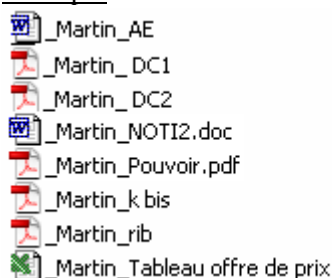 _Martin_AE
_Martin_ DC1
_Martin_ DC2
_Martin_NOTI2.doc
_Martin_Pouvoir.pdf
_Martin_k bis
_Martin_rib
_Martin_Tableau offre de prix